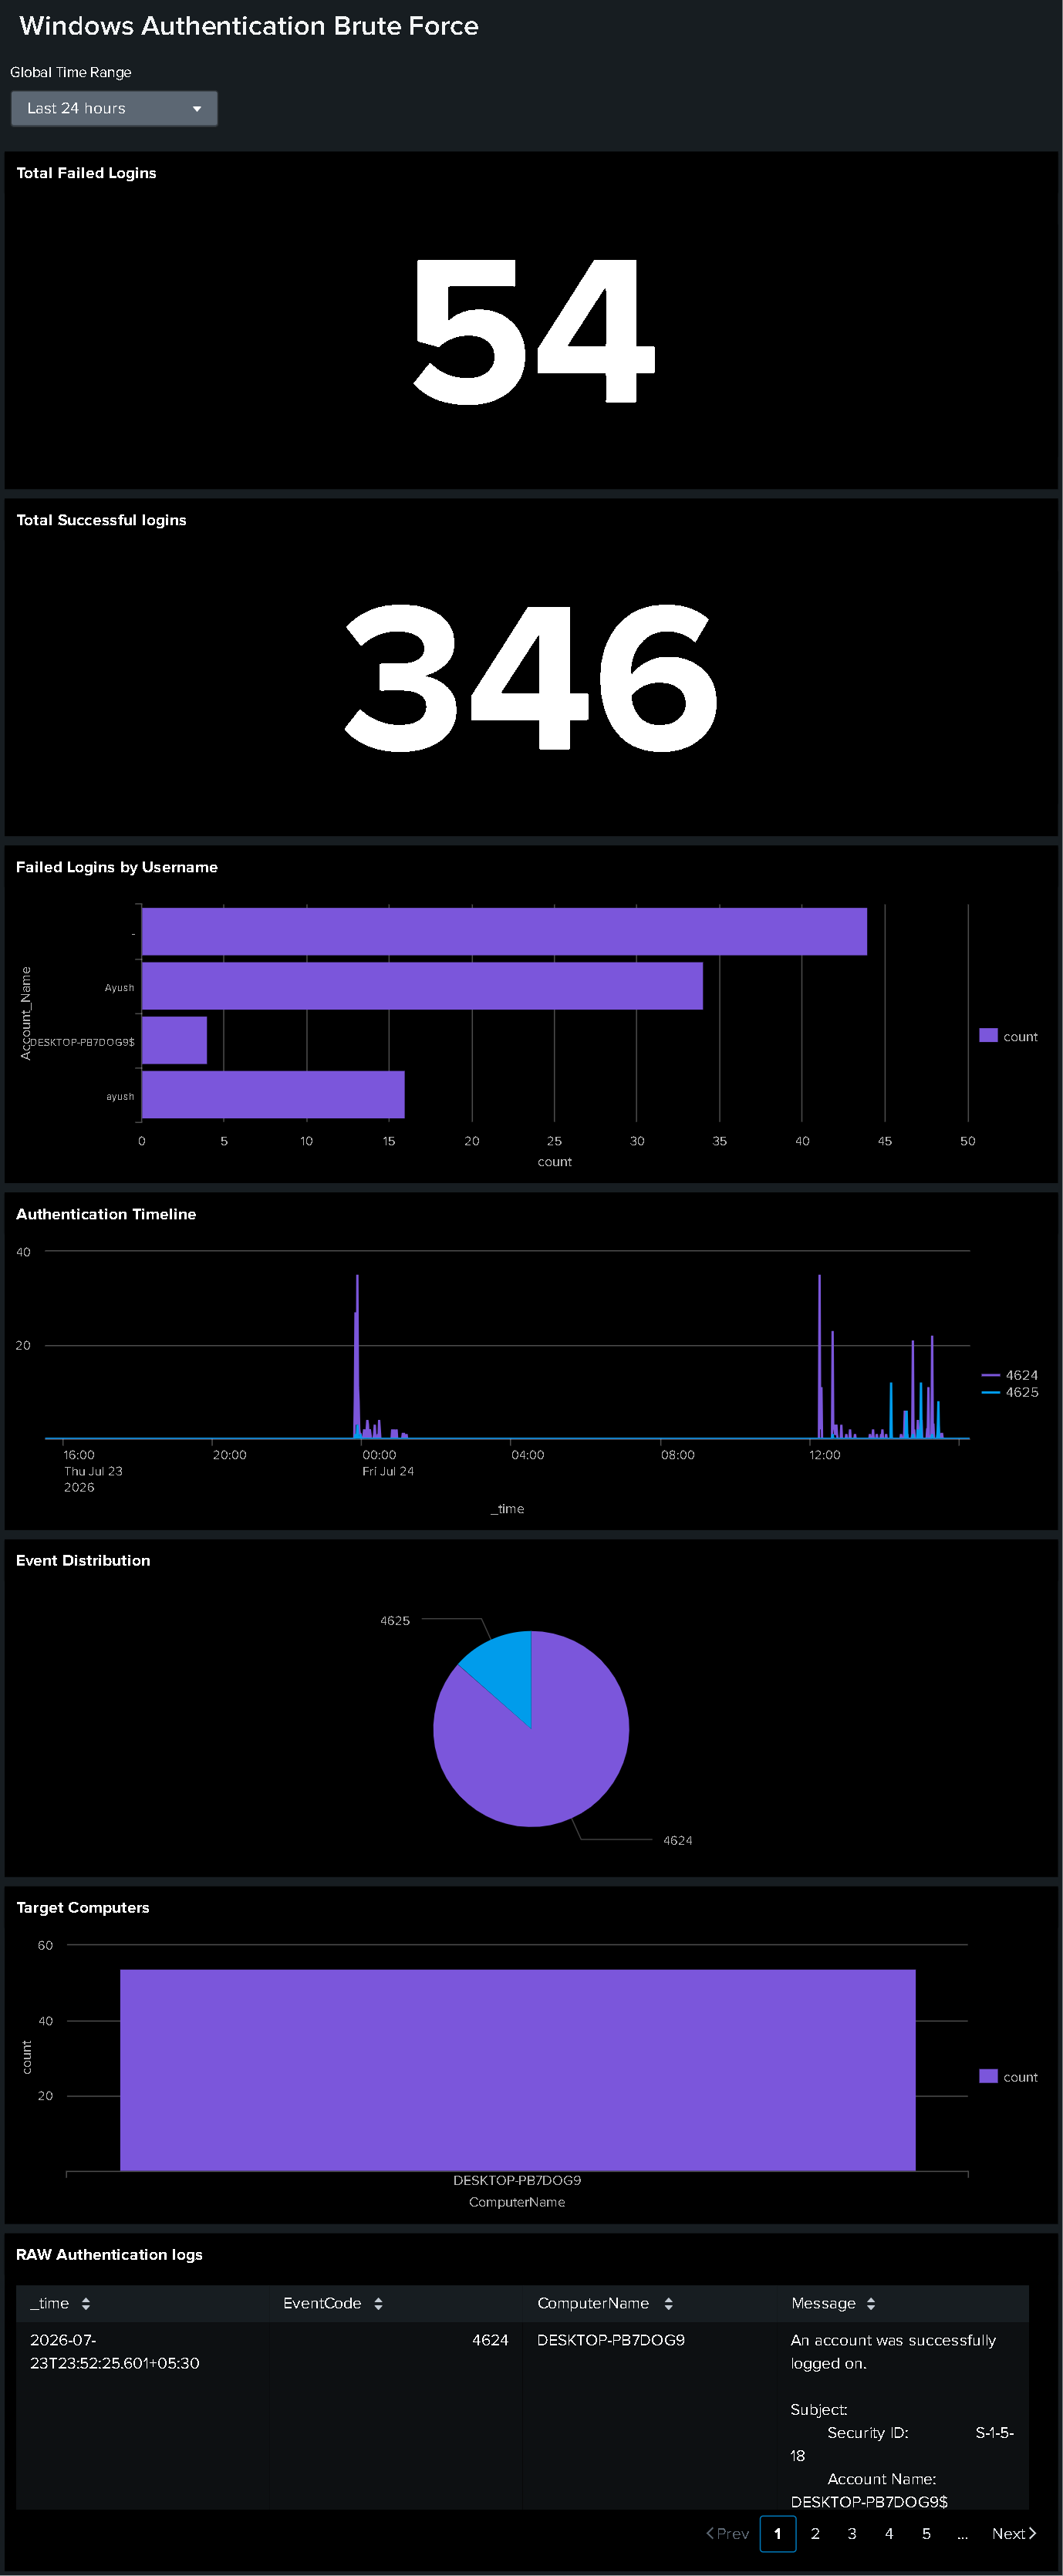 Windows Authentication Brute Force
Global Time Range
Last 24 hours
Total Failed Logins
54
Total Successful logins
346
Failed Logins by Username
Account_Name
-
Ayush
DESKTOP-PB7DOG9$
ayush
0 5 10 15 20 25 30 35 40 45 50
count
count
Authentication Timeline
40
20
4624
4625
16:00 20:00 00:00 04:00 08:00 12:00
Thu Jul 23 Fri Jul 24
2026
_time
Event Distribution
4625
4624
Target Computers
60
40
20
count
count
DESKTOP-PB7DOG9
ComputerName
RAW Authentication logs
_time EventCode ComputerName Message
2026-07- 4624 DESKTOP-PB7DOG9 An account was successfully
23T23:52:25.601+05:30 logged on.
Subject:
Security ID: S-1-5-
18
Account Name:
DESKTOP-PB7DOG9$
Prev 1 2 3 4 5 ... Next